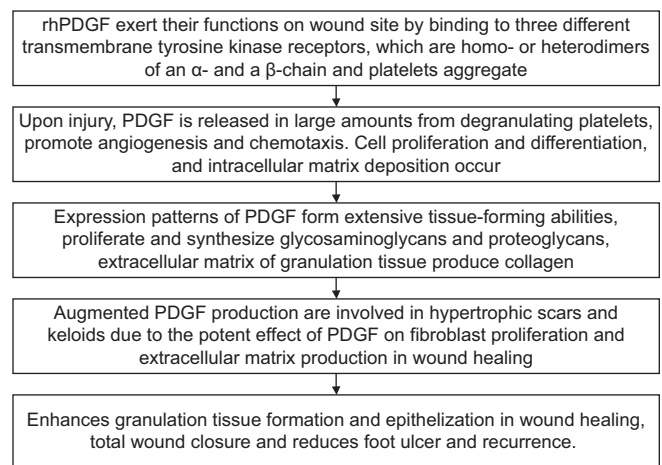 rhPDGF exert their functions on wound site by binding to three different
transmembrane tyrosine kinase receptors, which are homo- or heterodimers
of an α- and a β-chain and platelets aggregate
Upon injury, PDGF is released in large amounts from degranulating platelets,
promote angiogenesis and chemotaxis. Cell proliferation and differentiation,
and intracellular matrix deposition occur
Expression patterns of PDGF form extensive tissue-forming abilities,
proliferate and synthesize glycosaminoglycans and proteoglycans,
extracellular matrix of granulation tissue produce collagen
Augmented PDGF production are involved in hypertrophic scars and
keloids due to the potent effect of PDGF on fibroblast proliferation and
extracellular matrix production in wound healing
Enhances granulation tissue formation and epithelization in wound healing,
total wound closure and reduces foot ulcer and recurrence.